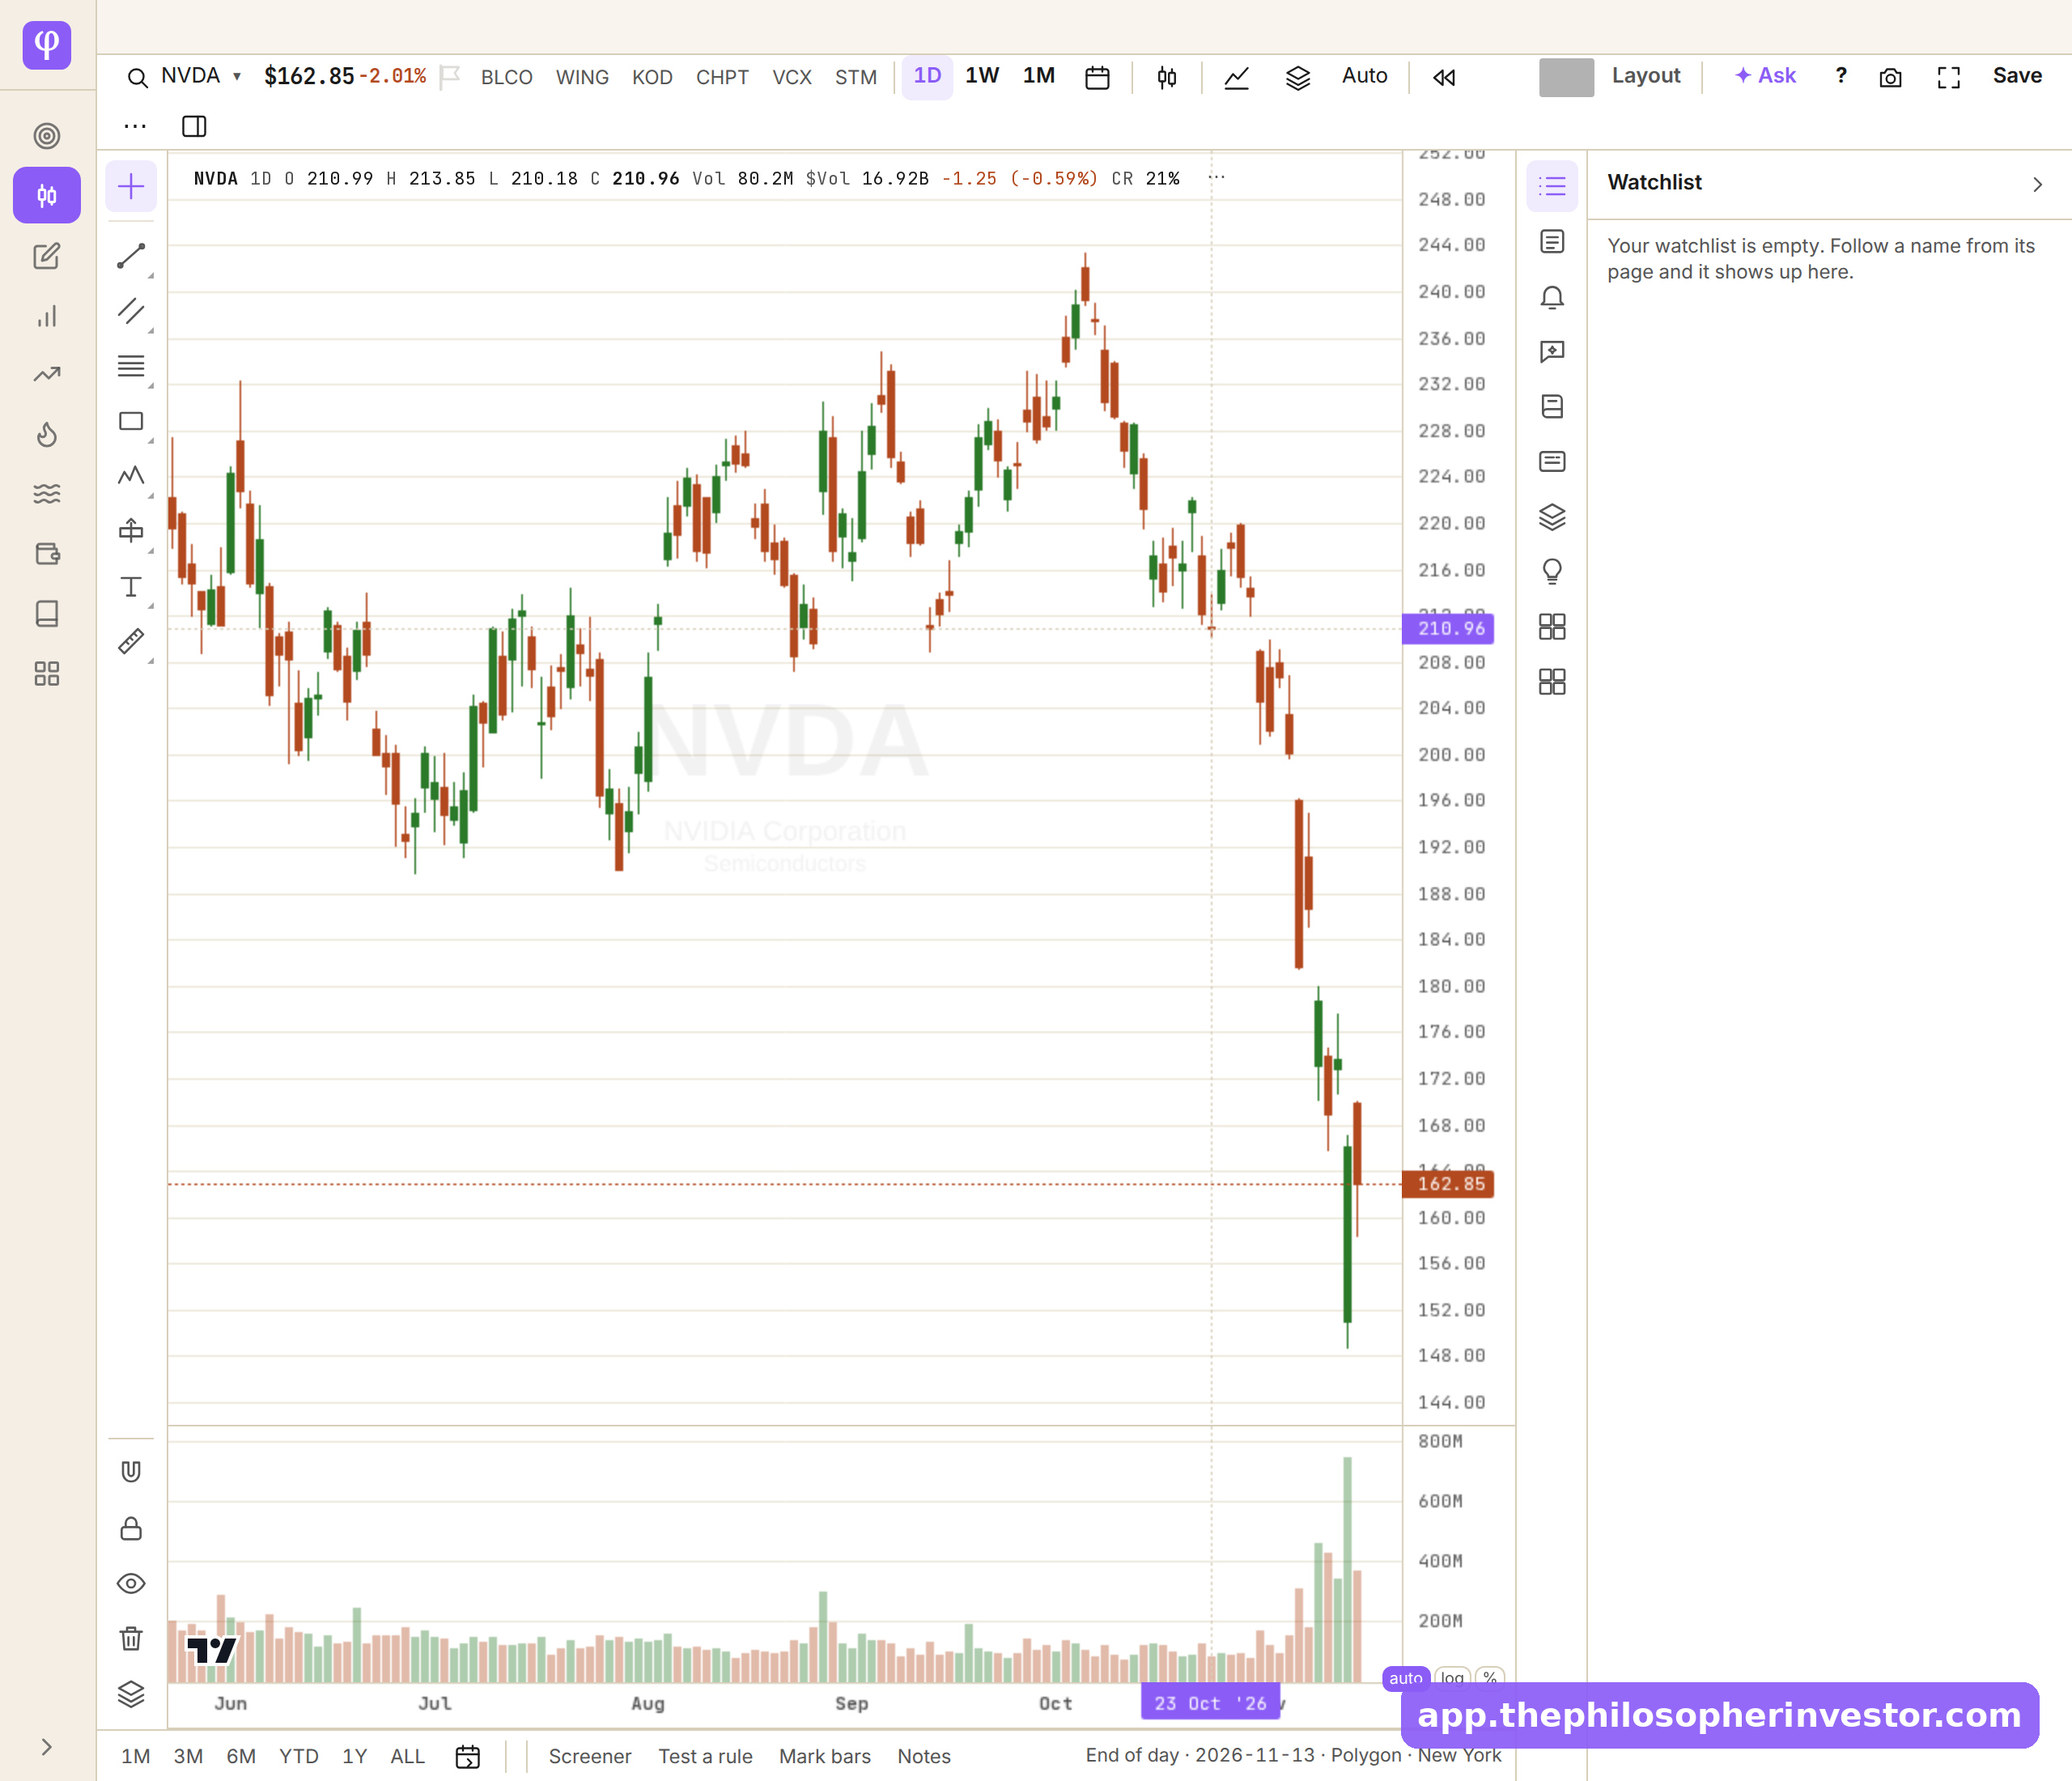 φ
NVDA ▾ $162.85 -2.01% BLCO WING KOD CHPT VCX STM 1D 1W 1M Auto Layout ✦ Ask ? Save
···
NVDA 1D O 210.99 H 213.85 L 210.18 C 210.96 Vol 80.2M $Vol 16.92B -1.25 (-0.59%) CR 21% ···
Watchlist
Your watchlist is empty. Follow a name from its
page and it shows up here.
252.00
248.00
244.00
240.00
236.00
232.00
228.00
224.00
220.00
216.00
210.96
208.00
204.00
200.00
196.00
192.00
188.00
184.00
180.00
176.00
172.00
168.00
162.85
160.00
156.00
152.00
148.00
144.00
NVDA
NVIDIA Corporation
Semiconductors
800M
600M
400M
200M
auto log %
Jun Jul Aug Sep Oct 23 Oct '26
app.thephilosopherinvestor.com
1M 3M 6M YTD 1Y ALL Screener Test a rule Mark bars Notes End of day · 2026-11-13 · Polygon · New York